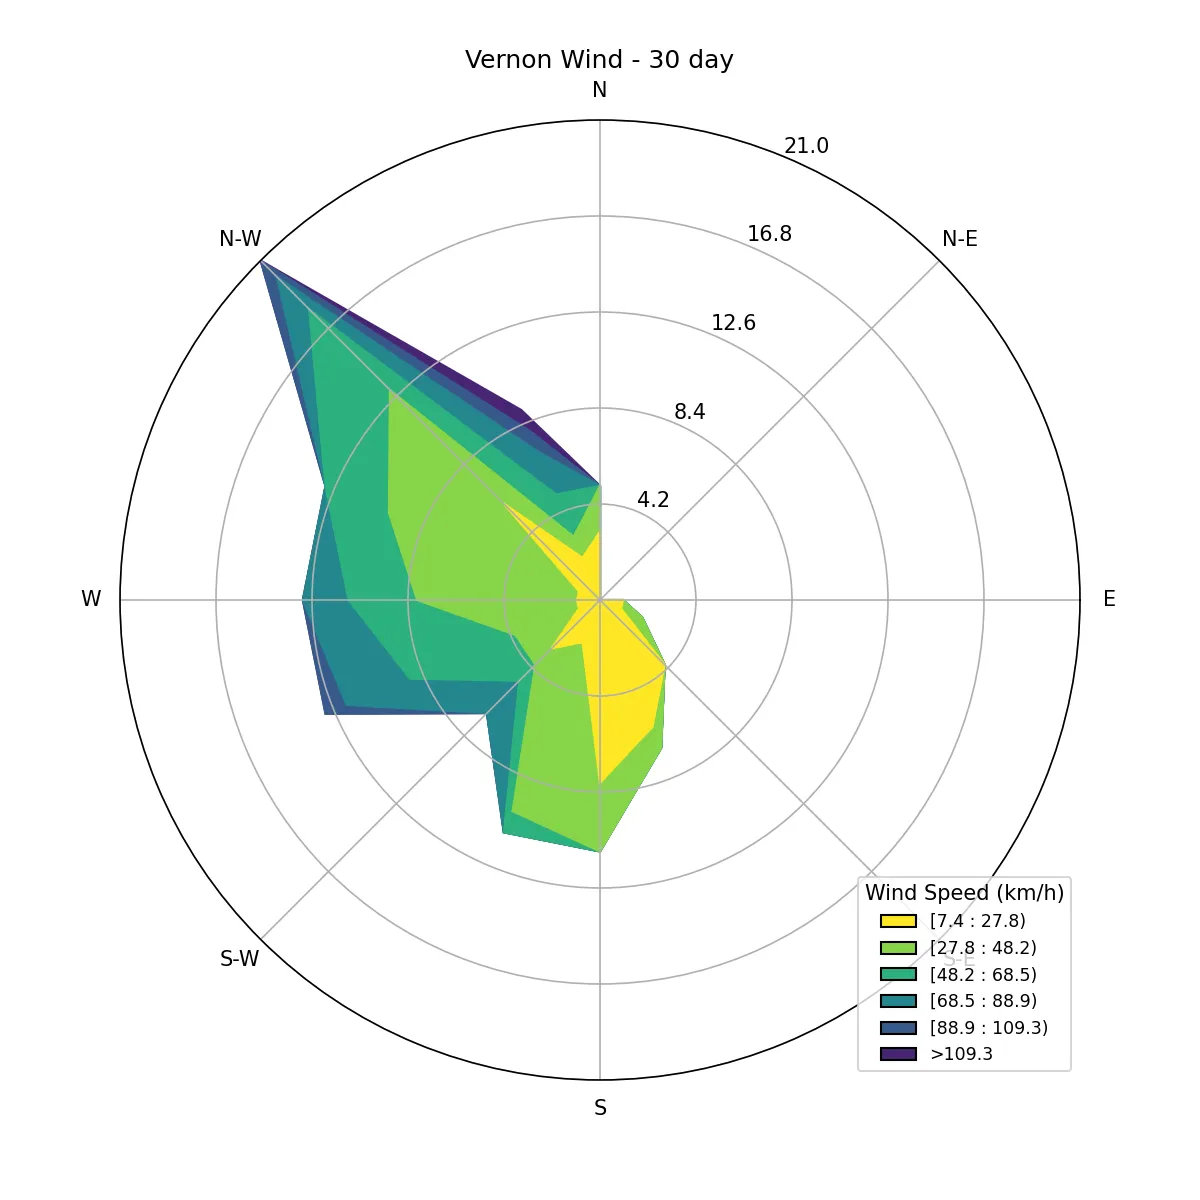 Vernon Wind - 30 day
N
21.0
16.8
N-W
N-E
12.6
8.4
4.2
W
E
S-W
S-E
Wind Speed (km/h)
[7.4 : 27.8)
[27.8 : 48.2)
[48.2 : 68.5)
[68.5 : 88.9)
[88.9 : 109.3)
>109.3
S